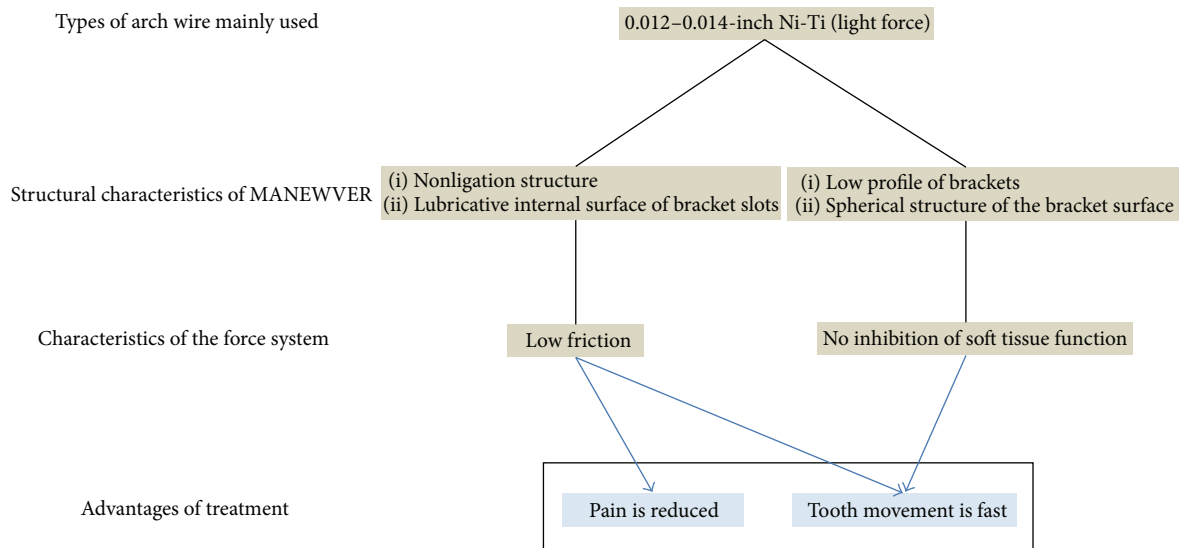 Types of arch wire mainly used
0.012–0.014-inch Ni-Ti (light force)
Structural characteristics of MANEWVER
(i) Nonligation structure
(ii) Lubricative internal surface of bracket slots
(i) Low profile of brackets
(ii) Spherical structure of the bracket surface
Characteristics of the force system
Low friction
No inhibition of soft tissue function
Advantages of treatment
Pain is reduced
Tooth movement is fast